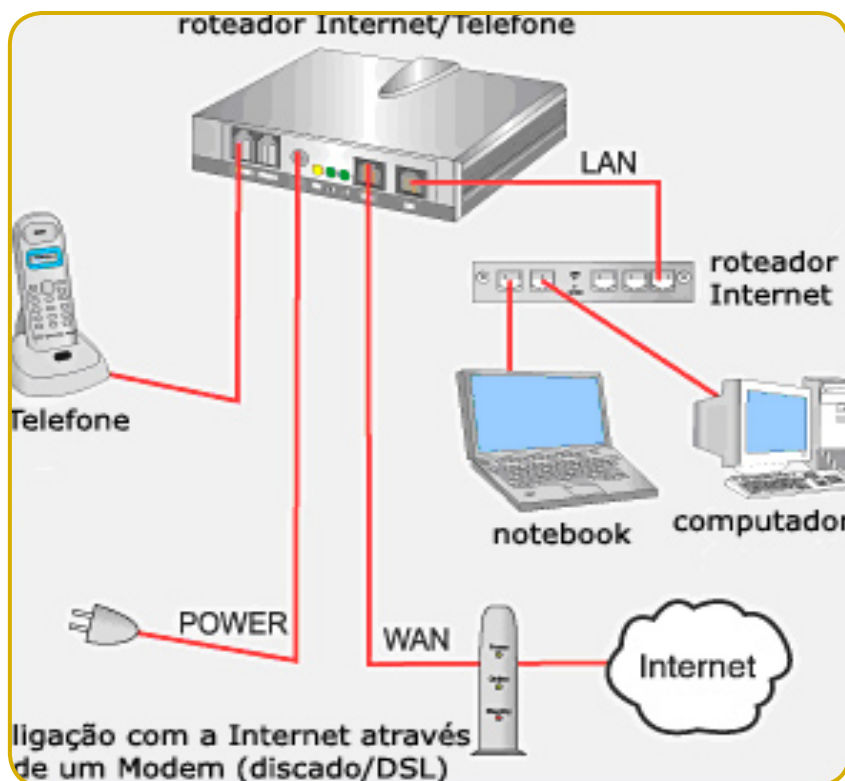 roteador Internet/Telefone
LAN
roteador
Internet
Telefone
notebook
computador
POWER
WAN
Internet
ligação com a Internet através
de um Modem (discado/DSL)